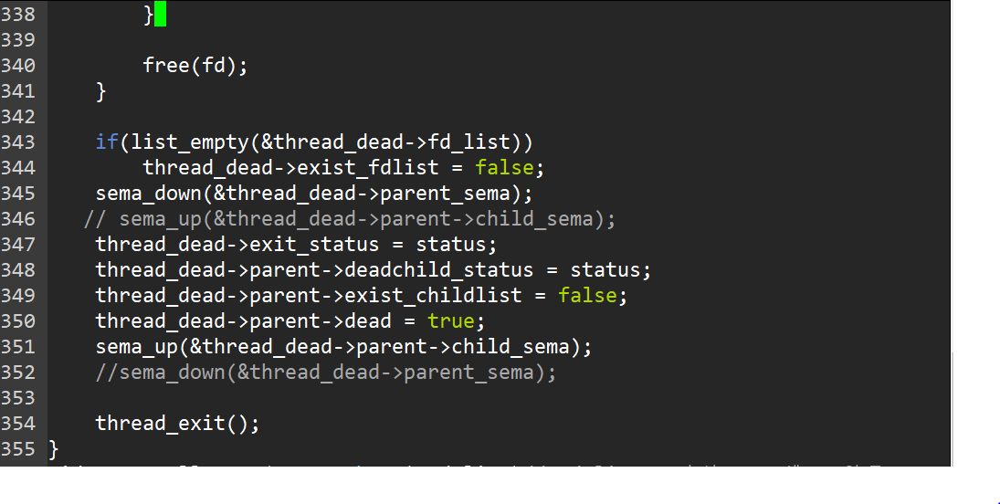 338 }
339
340 free(fd);
341 }
342
343 if(list_empty(&thread_dead->fd_list))
344 thread_dead->exist_fdlist = false;
345 sema_down(&thread_dead->parent_sema);
346 // sema_up(&thread_dead->parent->child_sema);
347 thread_dead->exit_status = status;
348 thread_dead->parent->deadchild_status = status;
349 thread_dead->parent->exist_childlist = false;
350 thread_dead->parent->dead = true;
351 sema_up(&thread_dead->parent->child_sema);
352 //sema_down(&thread_dead->parent_sema);
353
354 thread_exit();
355 }